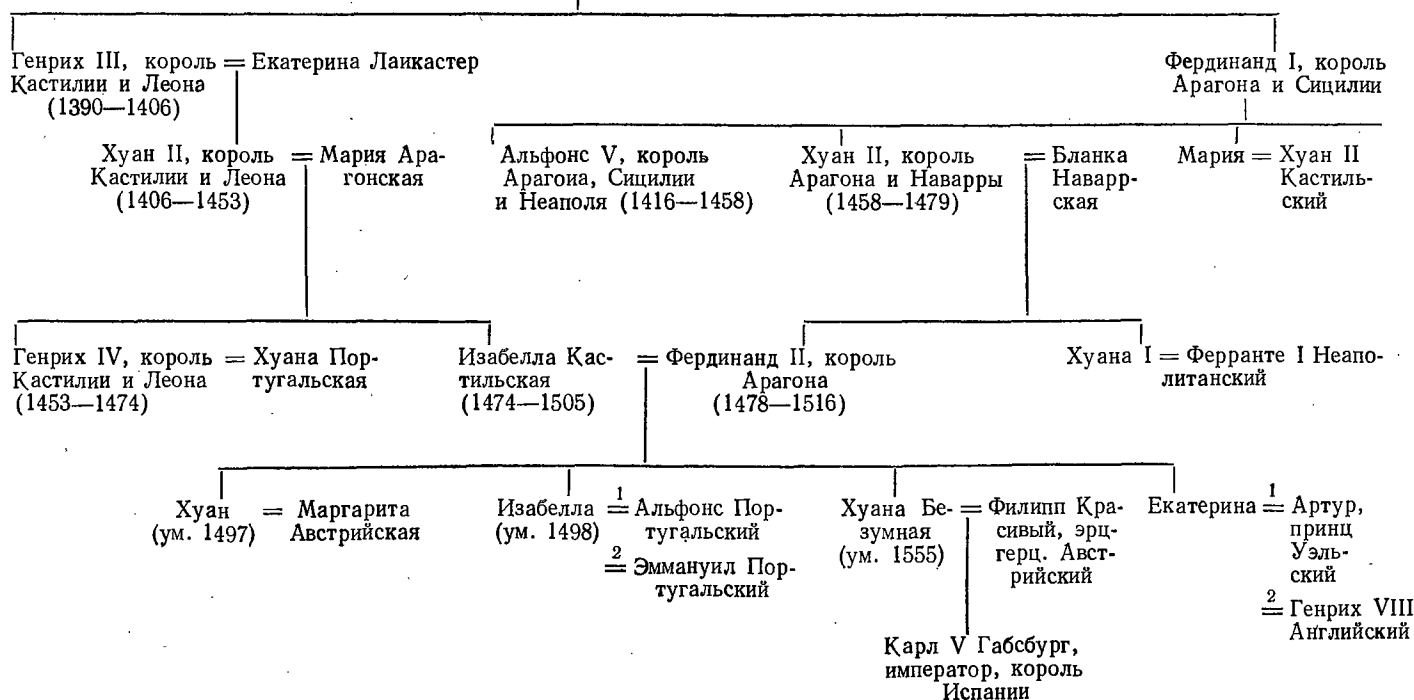 Генрих III, король = Екатерина Лаикастер
Кастилии и Леона
(1390—1406)
Фердинанд I, король
Арагона и Сицилии
Хуан II, король = Мария Ара-
Кастилии и Леона гонская
(1406—1453)
Альфонс V, король
Арагоиа, Сицилии
и Неаполя (1416—1458)
Хуан II, король = Бланка
Арагона и Наварры Наварр-
(1458—1479) ская
Мария = Хуан II
Кастиль-
ский
Генрих IV, король = Хуана Пор-
Кастилии и Леона тугальская
(1453—1474)
Изабелла Кас- = Фердинанд II, король
тильская Арагона
(1474—1505) (1478—1516)
Хуана I = Ферранте I Неапо-
литанский
Хуан = Маргарита
(ум. 1497) Австрийская
Изабелла 1 = Альфонс Пор-
(ум. 1498) тугальский
2 = Эммануил Пор-
тугальский
Хуана Бе- = Филипп Кра-
зумная сивый, эрц-
(ум. 1555) герц. Авст-
рийский
Екатерина 1 = Артур,
принц
Уэль-
ский
2 = Генрих VIII
Английский
Карл V Габсбург,
император, король
Испании